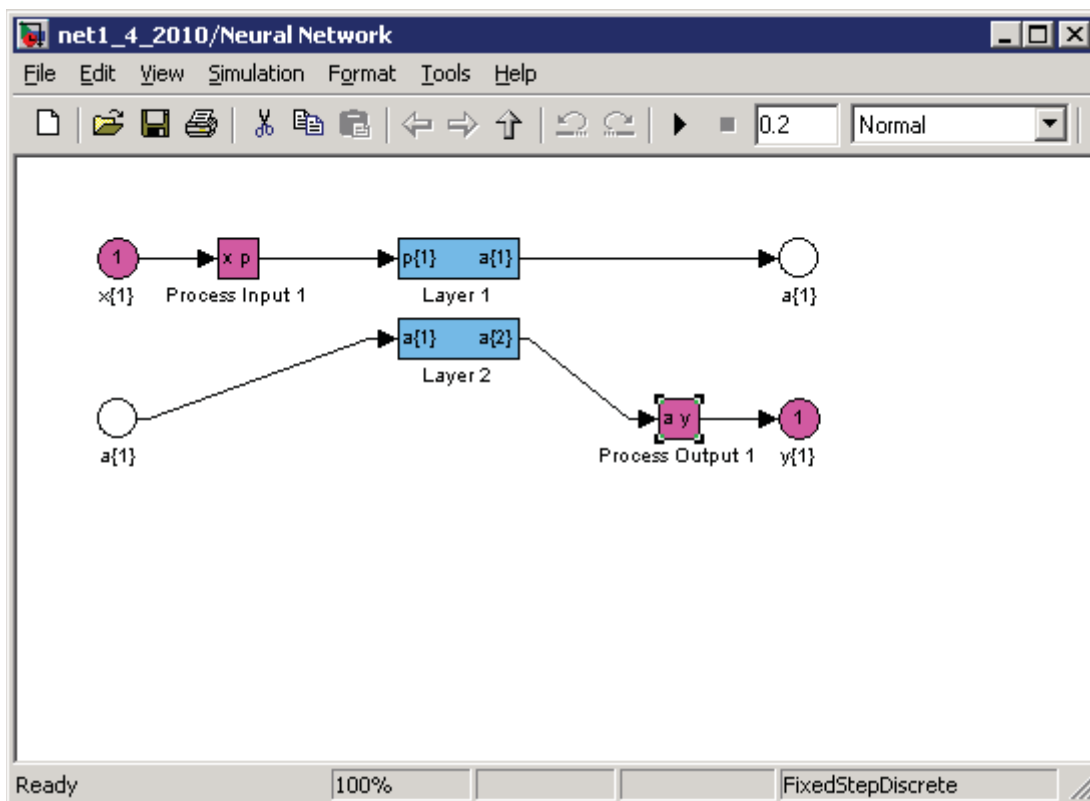 net1_4_2010/Neural Network
File Edit View Simulation Format Tools Help
0.2 Normal
1 x p p{1} a{1}
x{1} Process Input 1 Layer 1 a{1}
a{1} a{2}
Layer 2
a y 1
a{1} Process Output 1 y{1}
Ready 100% FixedStepDiscrete